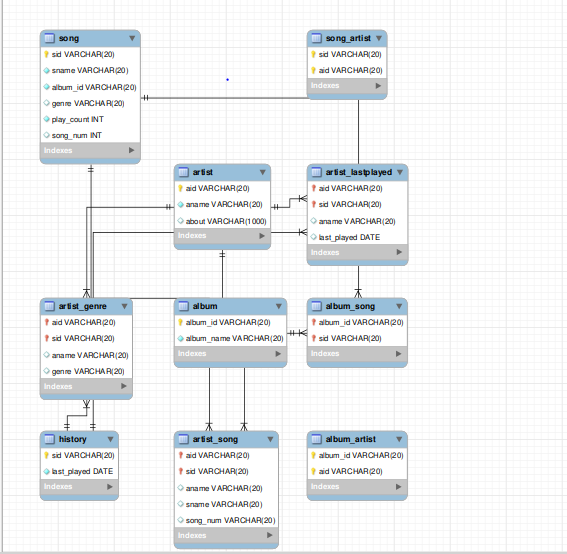 song
sid VARCHAR(20)
sname VARCHAR(20)
album_id VARCHAR(20)
genre VARCHAR(20)
play_count INT
song_num INT
Indexes
song_artist
sid VARCHAR(20)
aid VARCHAR(20)
Indexes
artist
aid VARCHAR(20)
aname VARCHAR(20)
about VARCHAR(1000)
Indexes
artist_lastplayed
aid VARCHAR(20)
sid VARCHAR(20)
aname VARCHAR(20)
last_played DATE
Indexes
artist_genre
aid VARCHAR(20)
sid VARCHAR(20)
aname VARCHAR(20)
genre VARCHAR(20)
Indexes
album
album_id VARCHAR(20)
album_name VARCHAR(20)
Indexes
album_song
album_id VARCHAR(20)
sid VARCHAR(20)
Indexes
history
sid VARCHAR(20)
last_played DATE
Indexes
artist_song
aid VARCHAR(20)
sid VARCHAR(20)
aname VARCHAR(20)
sname VARCHAR(20)
song_num VARCHAR(20)
Indexes
album_artist
album_id VARCHAR(20)
aid VARCHAR(20)
Indexes